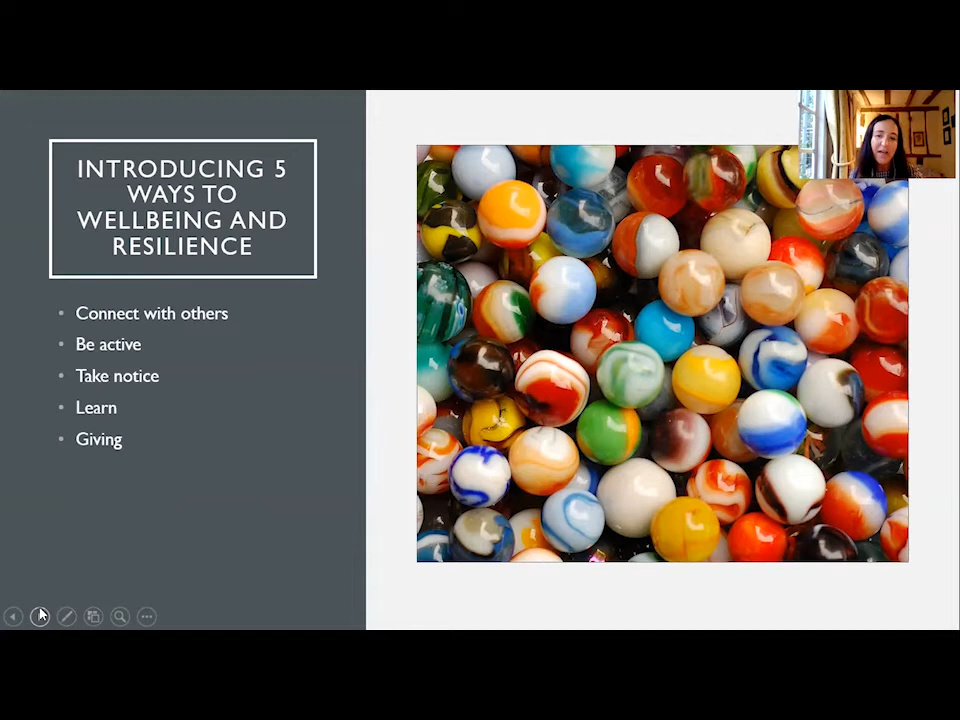 INTRODUCING 5
WAYS TO
WELLBEING AND
RESILIENCE
Connect with others
Be active
Take notice
Learn
Giving